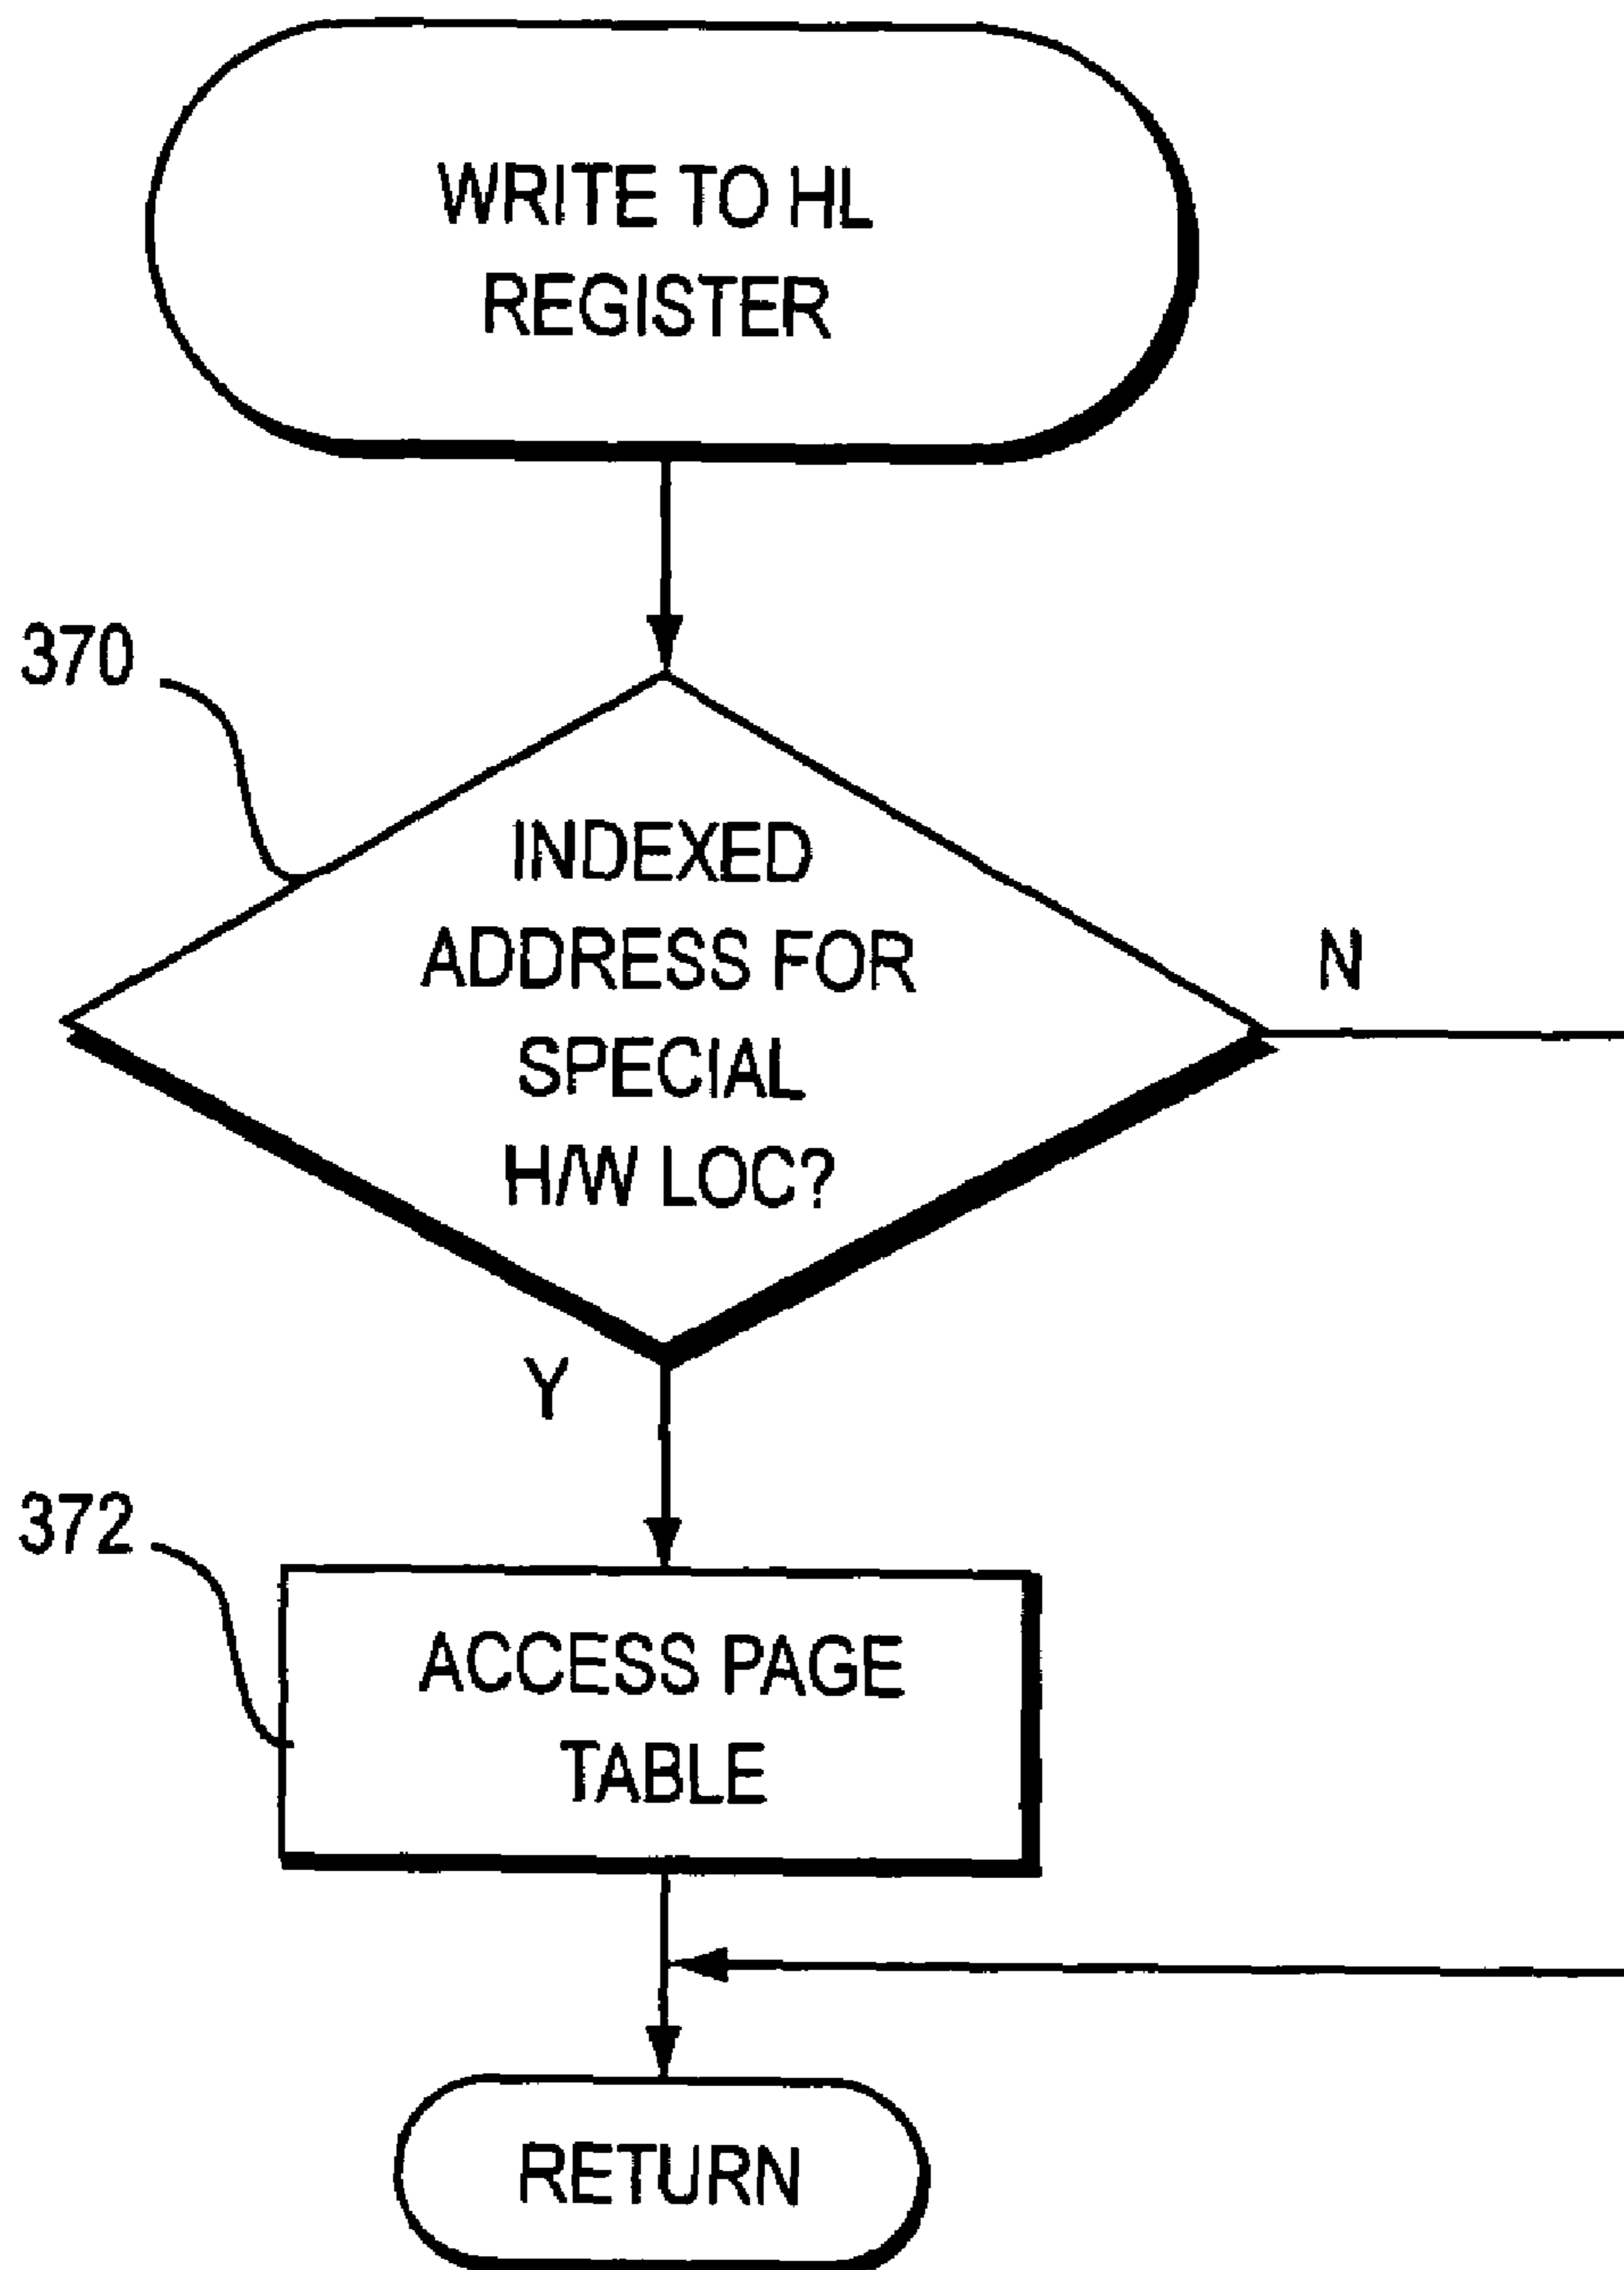 WRITE TO HL
REGISTER
370
INDEXED
ADDRESS FOR
SPECIAL
H/W LOC?
N
Y
372
ACCESS PAGE
TABLE
RETURN